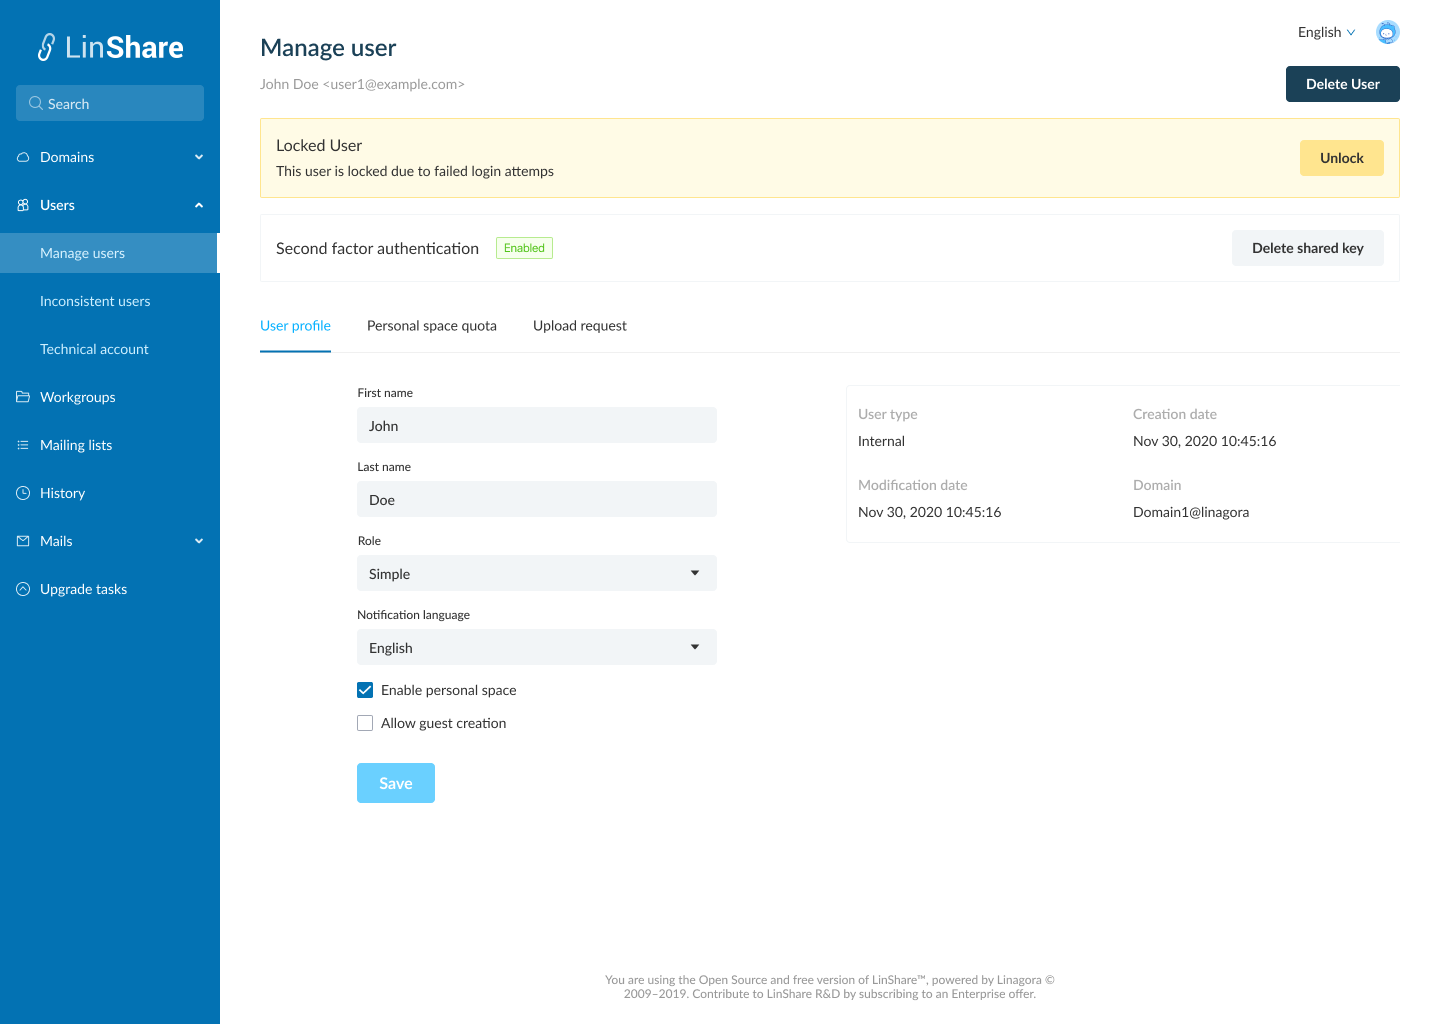 LinShare
Search
Domains
Users
Manage users
Inconsistent users
Technical account
Workgroups
Mailing lists
History
Mails
Upgrade tasks
English
Manage user
John Doe <user1@example.com>
Delete User
Locked User
This user is locked due to failed login attemps
Unlock
Second factor authentication
Enabled
Delete shared key
User profile
Personal space quota
Upload request
First name
John
Last name
Doe
Role
Simple
Notification language
English
Enable personal space
Allow guest creation
Save
User type
Creation date
Internal
Nov 30, 2020 10:45:16
Modification date
Domain
Nov 30, 2020 10:45:16
Domain1@linagora
You are using the Open Source and free version of LinShare™, powered by Linagora ©
2009–2019. Contribute to LinShare R&D by subscribing to an Enterprise offer.